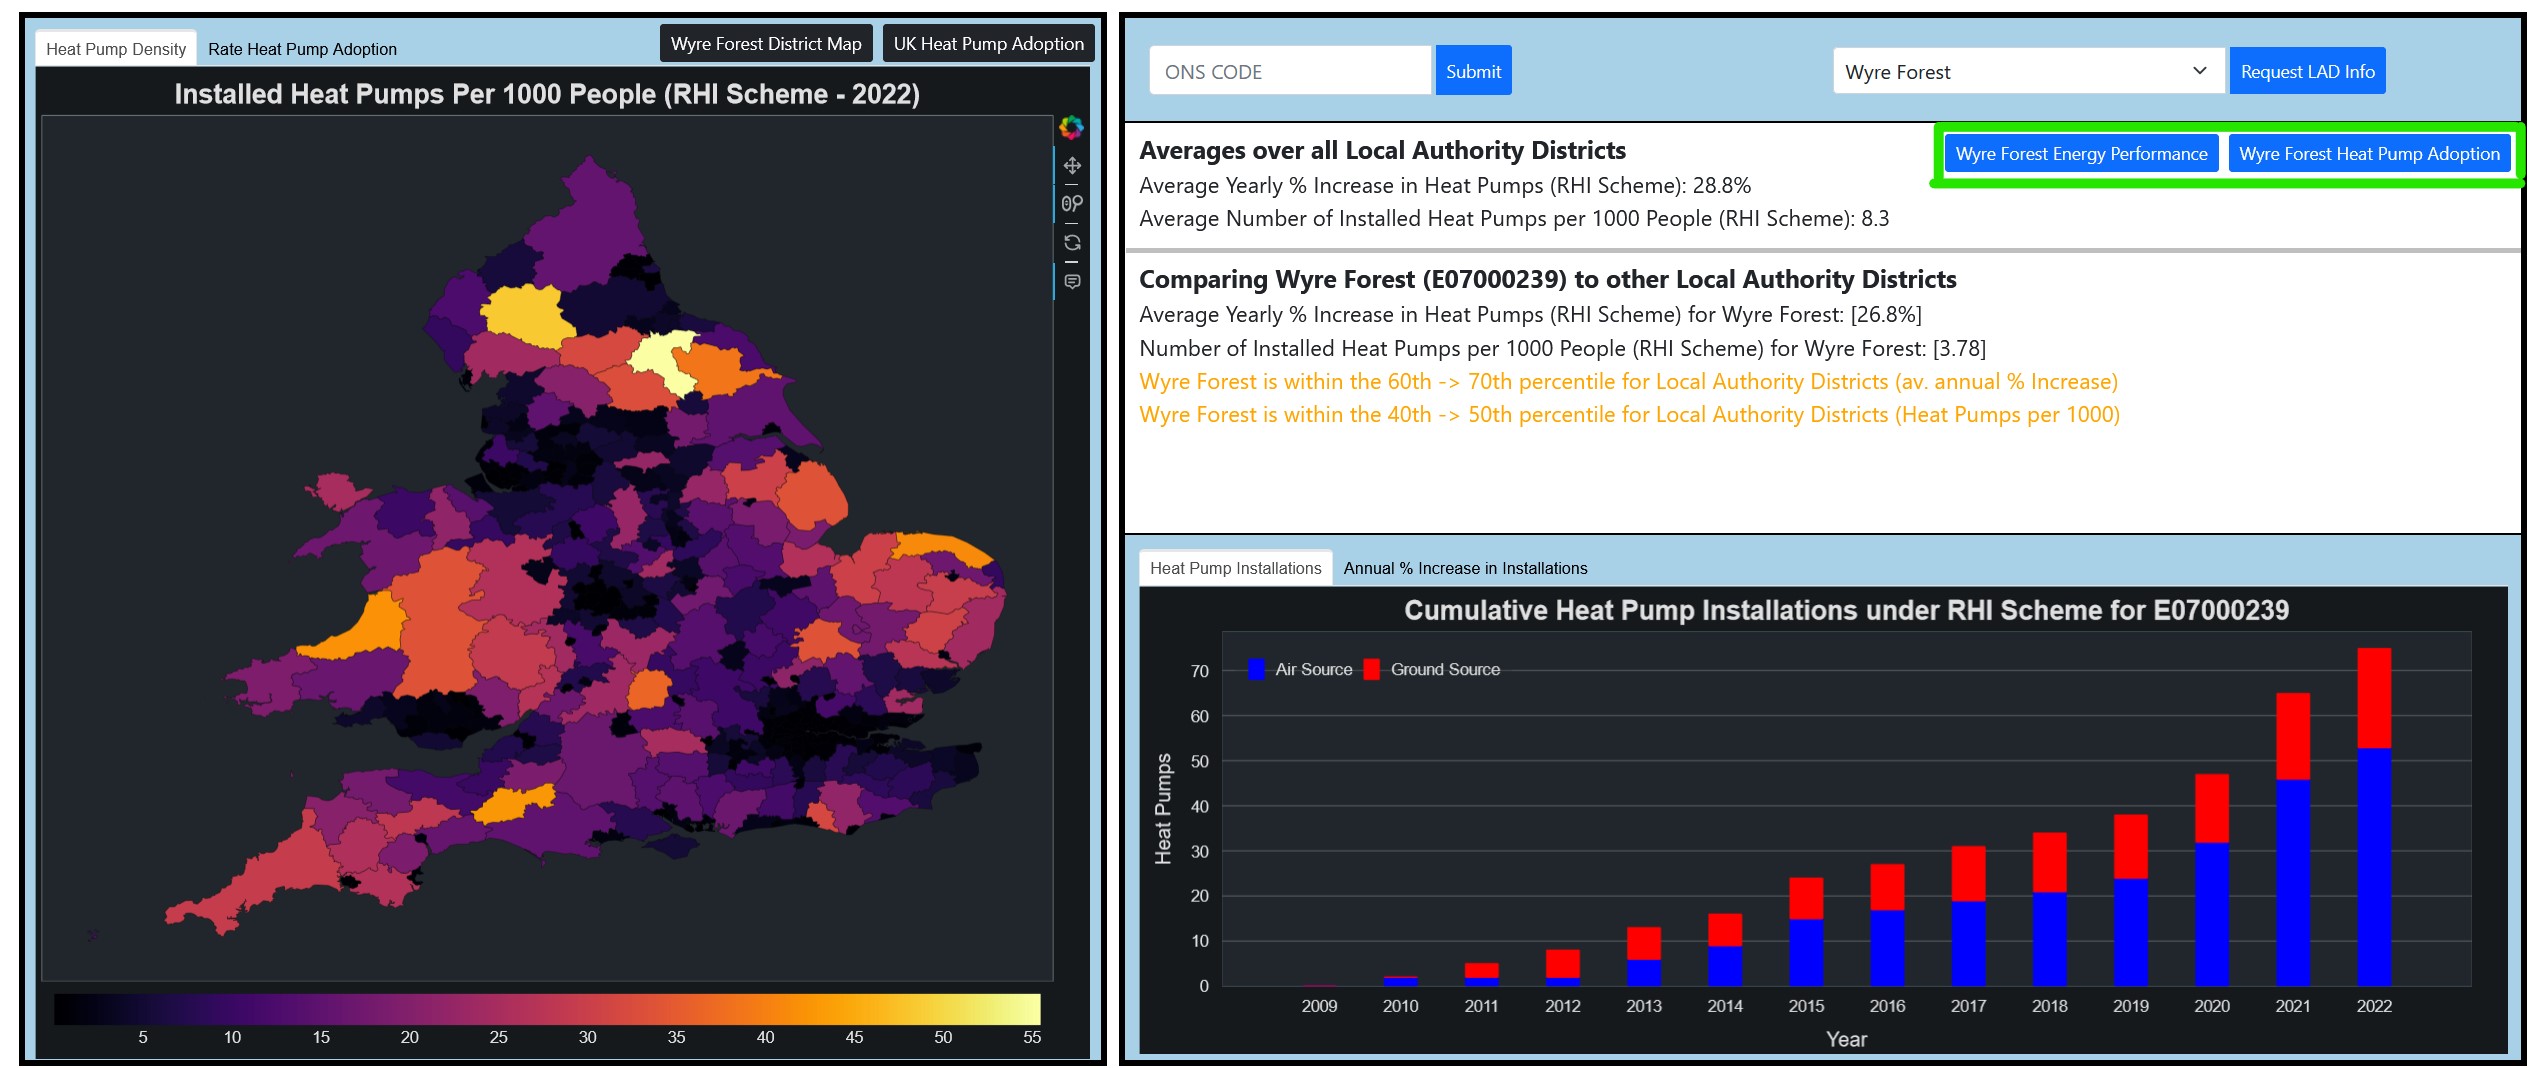 Heat Pump Density
Rate Heat Pump Adoption
Wyre Forest District Map
UK Heat Pump Adoption
Installed Heat Pumps Per 1000 People (RHI Scheme - 2022)
5 10 15 20 25 30 35 40 45 50 55
ONS CODE
Submit
Wyre Forest
Request LAD Info
Averages over all Local Authority Districts
Wyre Forest Energy Performance
Wyre Forest Heat Pump Adoption
Average Yearly % Increase in Heat Pumps (RHI Scheme): 28.8%
Average Number of Installed Heat Pumps per 1000 People (RHI Scheme): 8.3
Comparing Wyre Forest (E07000239) to other Local Authority Districts
Average Yearly % Increase in Heat Pumps (RHI Scheme) for Wyre Forest: [26.8%]
Number of Installed Heat Pumps per 1000 People (RHI Scheme) for Wyre Forest: [3.78]
Wyre Forest is within the 60th -> 70th percentile for Local Authority Districts (av. annual % Increase)
Wyre Forest is within the 40th -> 50th percentile for Local Authority Districts (Heat Pumps per 1000)
Heat Pump Installations
Annual % Increase in Installations
Cumulative Heat Pump Installations under RHI Scheme for E07000239
Air Source
Ground Source
Heat Pumps
70
60
50
40
30
20
10
0
2009 2010 2011 2012 2013 2014 2015 2016 2017 2018 2019 2020 2021 2022
Year